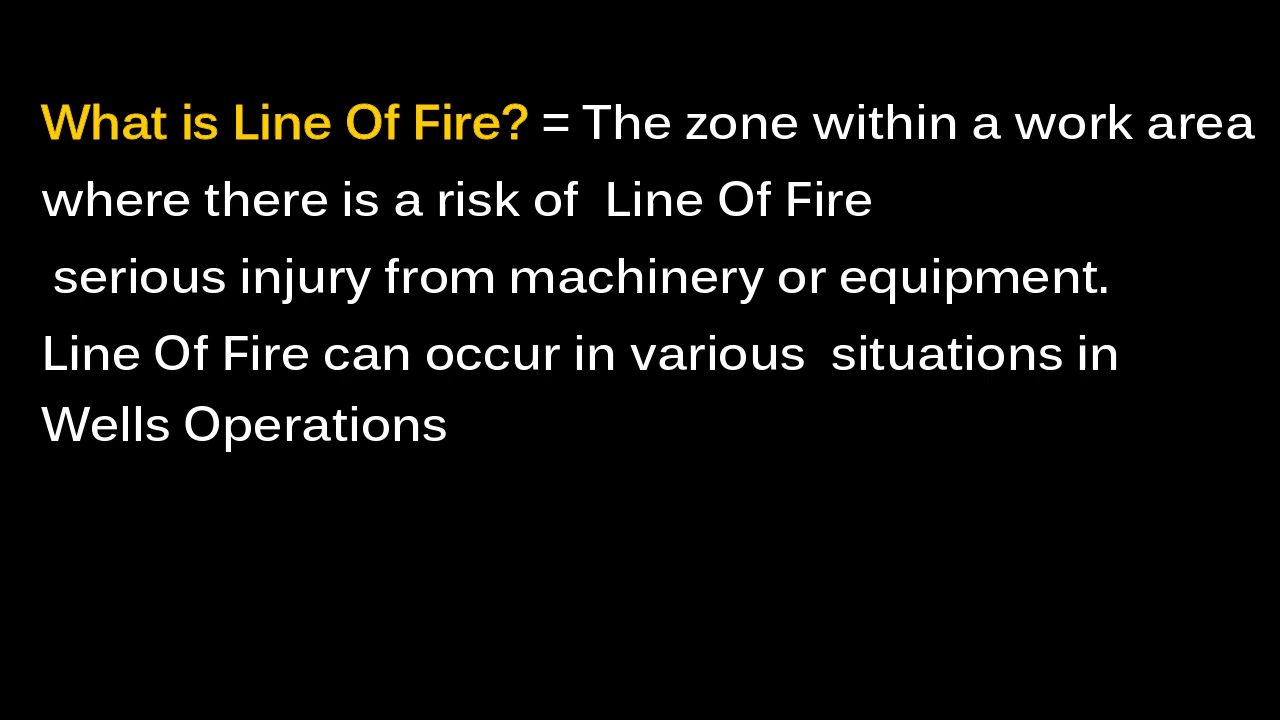 What is Line Of Fire? = The zone within a work area
where there is a risk of  Line Of Fire
serious injury from machinery or equipment.
Line Of Fire can occur in various  situations in
Wells Operations